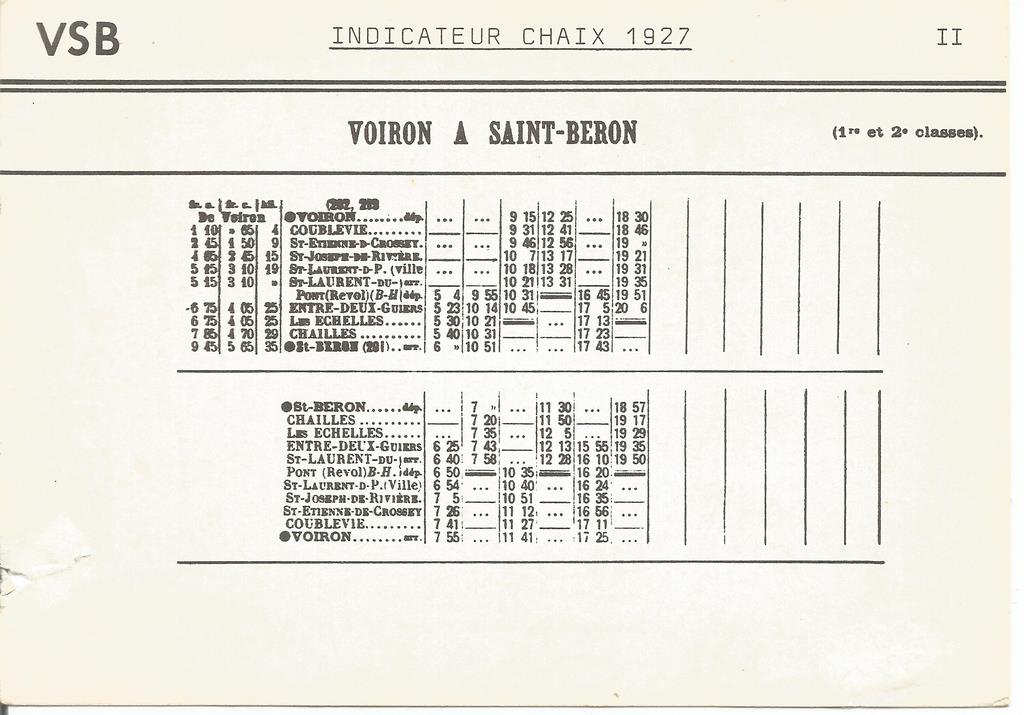 VSB INDICATEUR CHAIX 1927 II
VOIRON A SAINT-BERON (1re et 2e classes).
fr. c. fr. c. kil.
De Voiron ●VOIRON........dép. ... ... 9 15 12 25 ... 18 30
1 10 » 65 4 COUBLEVIE......... — — 9 31 12 41 — 18 46
2 45 1 50 9 ST-ETIENNE-D-CROSSEY. ... ... 9 46 12 56 ... 19 »
4 05 2 45 15 ST-JOSEPH-DE-RIVIÈRE. — — 10 7 13 17 — 19 21
5 15 3 10 19 ST-LAURENT-D-P. (ville ... ... 10 18 13 28 ... 19 31
5 15 3 10 » ST-LAURENT-DU-) arr. — — 10 21 13 31 — 19 35
PONT (Revol) (B-H) dép. 5 4 9 55 10 31 16 45 19 51
6 75 4 05 25 ENTRE-DEUX-GUIERS 5 23 10 14 10 45 — 17 5 20 6
6 75 4 05 25 LES ECHELLES...... 5 30 10 21 ... 17 13
7 85 4 70 29 CHAILLES.......... 5 40 10 31 — — 17 23 —
9 45 5 65 35 ●St-BERON (291).. arr. 6 » 10 51 ... ... 17 43 ...
●St-BERON......dép. ... 7 » ... 11 30 ... 18 57
CHAILLES .......... — 7 20 — 11 50 — 19 17
LES ECHELLES...... ... 7 35 ... 12 5 ... 19 29
ENTRE-DEUX-GUIERS 6 25 7 43 — 12 13 15 55 19 35
ST-LAURENT-DU-) arr. 6 40 7 58 ... 12 28 16 10 19 50
PONT (Revol) B-H. ) dép. 6 50 10 35 16 20
ST-LAURENT-D-P. (Ville) 6 54 ... 10 40 ... 16 24 ...
ST-JOSEPH-DE-RIVIÈRE. 7 5 — 10 51 — 16 35 —
ST-ETIENNE-DE-CROSSEY 7 26 ... 11 12 ... 16 56 ...
COUBLEVIE......... 7 41 — 11 27 — 17 11 —
●VOIRON........arr. 7 55 ... 11 41 ... 17 25 ...